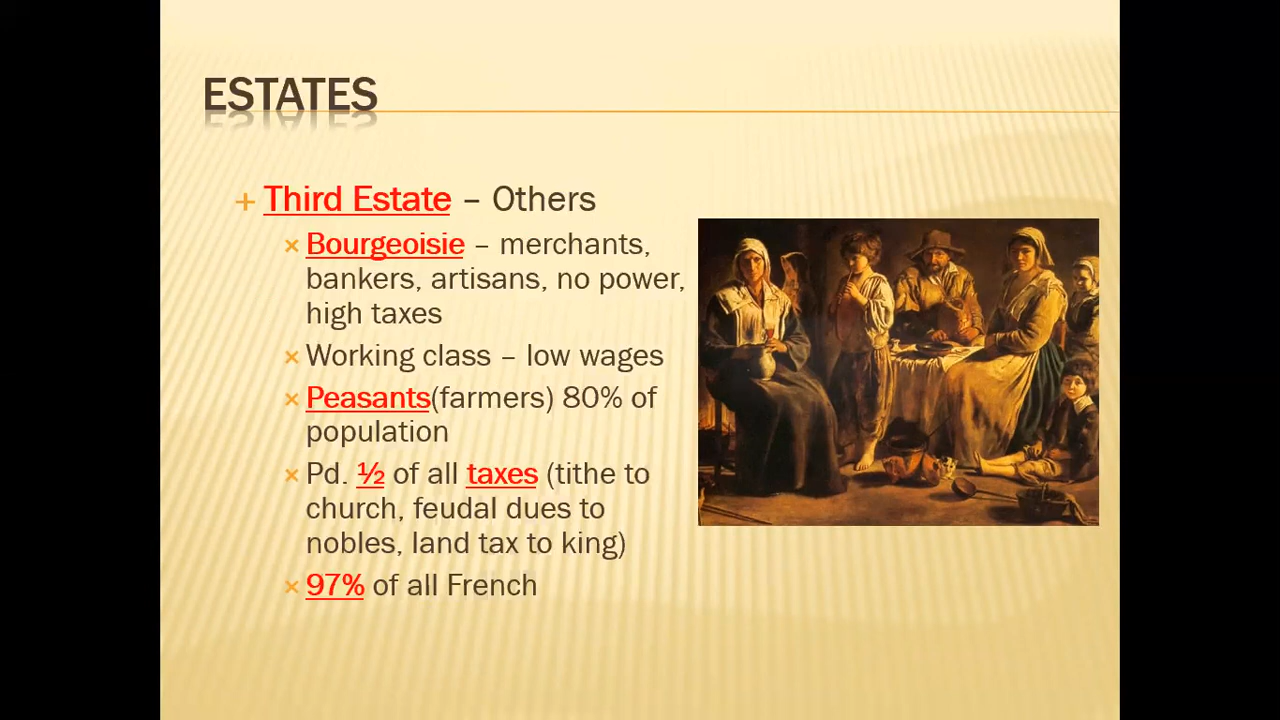 ESTATES
Third Estate – Others
Bourgeoisie – merchants,
bankers, artisans, no power,
high taxes
Working class – low wages
Peasants(farmers) 80% of
population
Pd. ½ of all taxes (tithe to
church, feudal dues to
nobles, land tax to king)
97% of all French